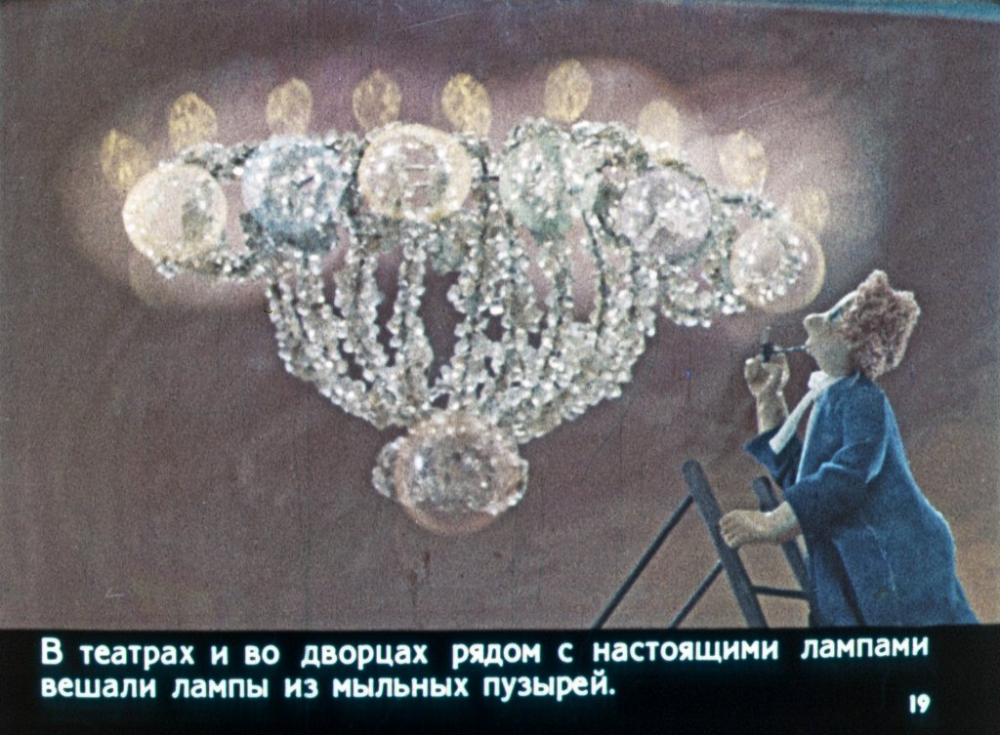 В театрах и во дворцах рядом с настоящими лампами
вешали лампы из мыльных пузырей.
19